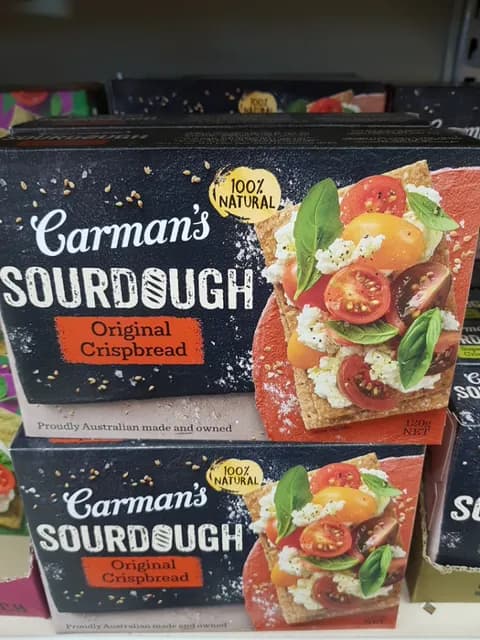 100%
NATURAL
Carman's
SOURDOUGH
Original
Crispbread
Proudly Australian made and owned
120g
NET
100%
NATURAL
Carman's
SOURDOUGH
Original
Crispbread
Proudly Australian made and owned